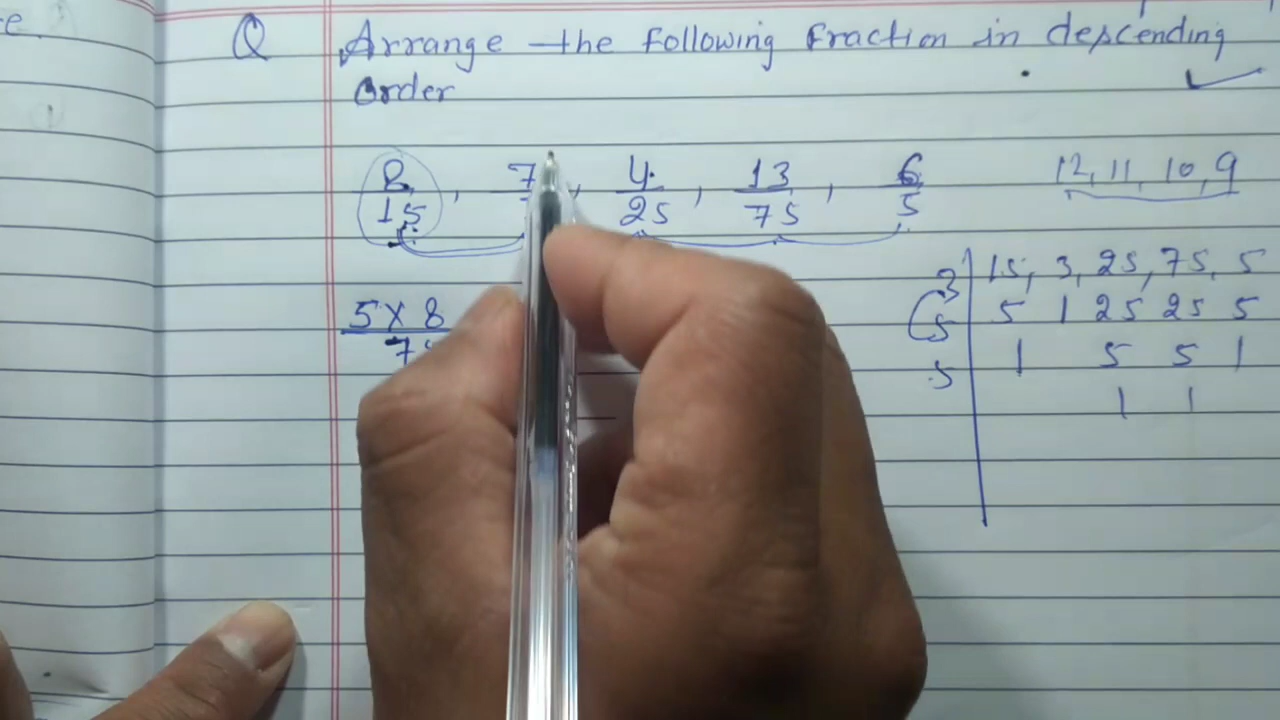 Q Arrange the following fraction in descending
order
8/15, 7, 4/25, 13/75, 6/5
12, 11, 10, 9
5 X 8
7
3 | 15, 3, 25, 75, 5
5 | 5 1 25 25 5
5 | 1 5 5 1
1 1